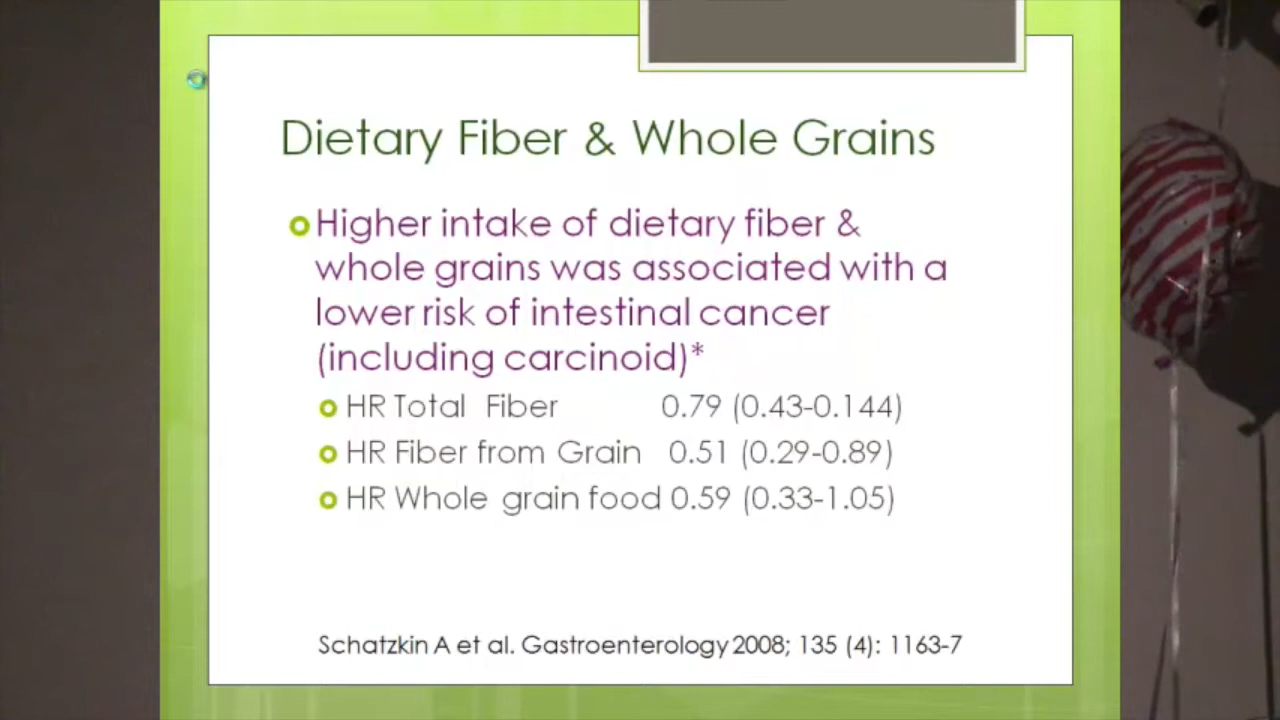 Dietary Fiber & Whole Grains
Higher intake of dietary fiber &
whole grains was associated with a
lower risk of intestinal cancer
(including carcinoid)*
HR Total Fiber 0.79 (0.43-0.144)
HR Fiber from Grain 0.51 (0.29-0.89)
HR Whole grain food 0.59 (0.33-1.05)
Schatzkin A et al. Gastroenterology 2008; 135 (4): 1163-7